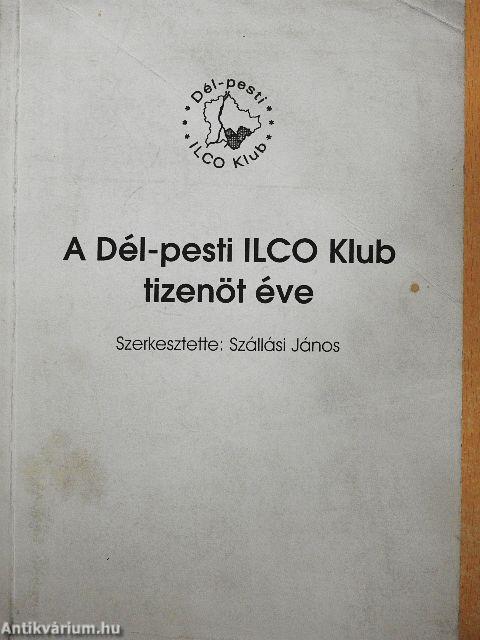 * Dél-pesti *
* ILCO Klub *
A Dél-pesti ILCO Klub
tizenöt éve
Szerkesztette: Szállási János
Antikvárium.hu